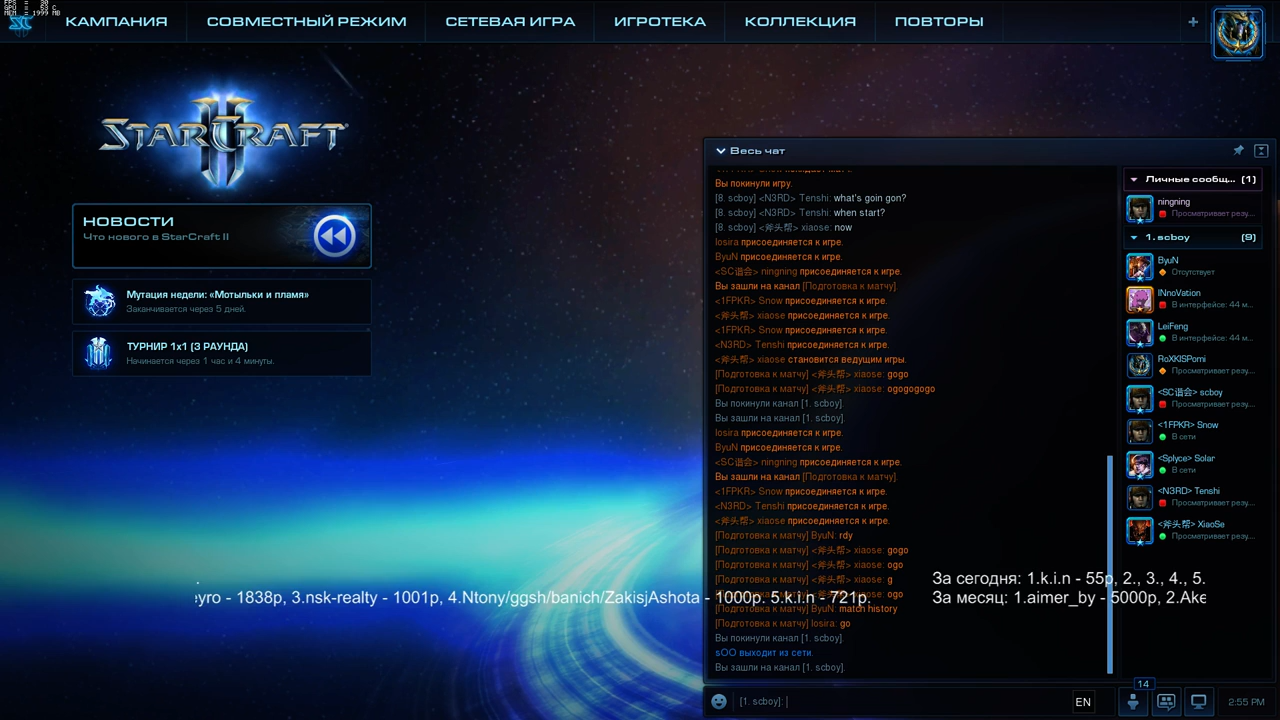 FPS = 30
MEM = 1999 MB
КАМПАНИЯ
СОВМЕСТНЫЙ РЕЖИМ
СЕТЕВАЯ ИГРА
ИГРОТЕКА
КОЛЛЕКЦИЯ
ПОВТОРЫ
STARCRAFT
II
НОВОСТИ
Что нового в StarCraft II
Мутация недели: «Мотыльки и пламя»
Заканчивается через 5 дней.
ТУРНИР 1x1 (3 РАУНДА)
Начинается через 1 час и 4 минуты.
Весь чат
Вы покинули игру.
[8. scboy] <N3RD> Tenshi: what's goin gon?
[8. scboy] <N3RD> Tenshi: when start?
[8. scboy] <斧头帮> xiaose: now
Iosira присоединяется к игре.
ByuN присоединяется к игре.
<SC谐会> ningning присоединяется к игре.
Вы зашли на канал [Подготовка к матчу].
<1FPKR> Snow присоединяется к игре.
<斧头帮> xiaose присоединяется к игре.
<1FPKR> Snow присоединяется к игре.
<N3RD> Tenshi присоединяется к игре.
<斧头帮> xiaose становится ведущим игры.
[Подготовка к матчу] <斧头帮> xiaose: gogo
[Подготовка к матчу] <斧头帮> xiaose: ogogogogo
Вы покинули канал [1. scboy].
Вы зашли на канал [1. scboy].
Iosira присоединяется к игре.
ByuN присоединяется к игре.
<SC谐会> ningning присоединяется к игре.
Вы зашли на канал [Подготовка к матчу].
<1FPKR> Snow присоединяется к игре.
<N3RD> Tenshi присоединяется к игре.
<斧头帮> xiaose присоединяется к игре.
[Подготовка к матчу] ByuN: rdy
[Подготовка к матчу] <斧头帮> xiaose: gogo
[Подготовка к матчу] <斧头帮> xiaose: ogo
[Подготовка к матчу] <斧头帮> xiaose: g
[Подготовка к матчу] <斧头帮> xiaose: ogo
[Подготовка к матчу] ByuN: match history
[Подготовка к матчу] Iosira: go
Вы покинули канал [1. scboy].
sOO выходит из сети.
Вы зашли на канал [1. scboy].
[1. scboy]:
EN
14
2:55 PM
Личные сообщ... (1)
ningning
Просматривает резу...
1. scboy (9)
ByuN
Отсутствует
INnoVation
В интерфейсе: 44 м...
LeiFeng
В интерфейсе: 44 м...
RoXKISPomi
Просматривает резу...
<SC谐会> scboy
Просматривает резу...
<1FPKR> Snow
В сети
<Splyce> Solar
В сети
<N3RD> Tenshi
Просматривает резу...
<斧头帮> XiaoSe
Просматривает резу...
eyro - 1838р, 3.nsk-realty - 1001р, 4.Ntony/ggsh/banich/ZakisjAshota - 1000р. 5.k.i.n - 721р.
За сегодня: 1.k.i.n - 55р, 2., 3., 4., 5.
За месяц: 1.aimer_by - 5000р, 2.Ake